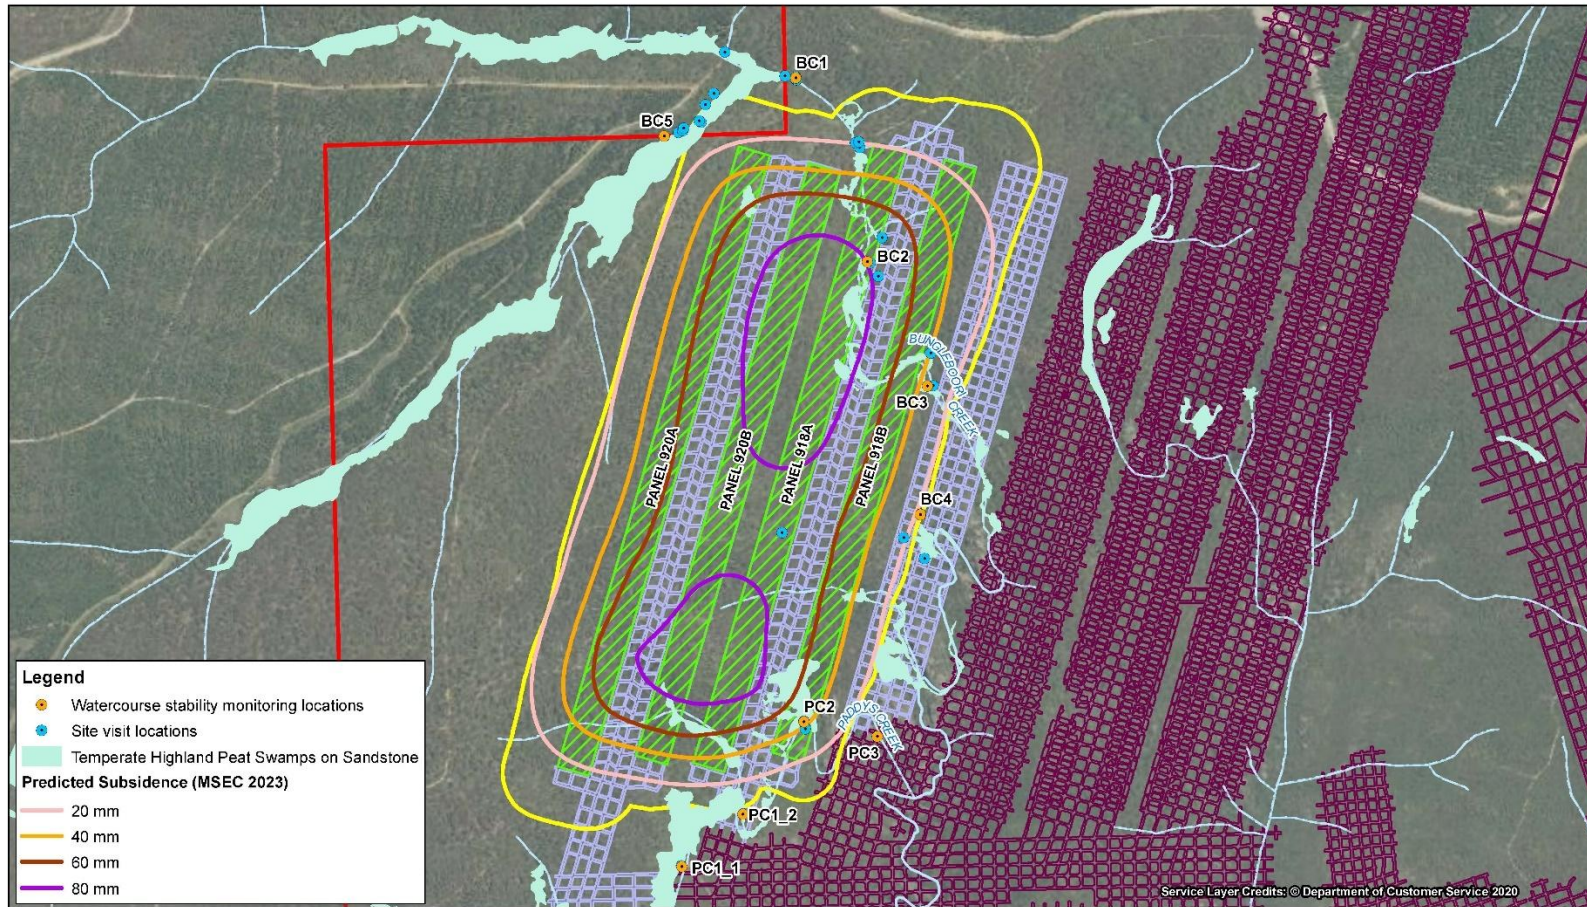 BC1
BC5
BC2
BUNGLEBOORI CREEK
BC3
PANEL 920A
PANEL 920B
PANEL 918A
PANEL 918B
BC4
PC2
PADDYS CREEK
PC3
PC1_2
PC1_1
Legend
Watercourse stability monitoring locations
Site visit locations
Temperate Highland Peat Swamps on Sandstone
Predicted Subsidence (MSEC 2023)
20 mm
40 mm
60 mm
80 mm
Service Layer Credits: © Department of Customer Service 2020